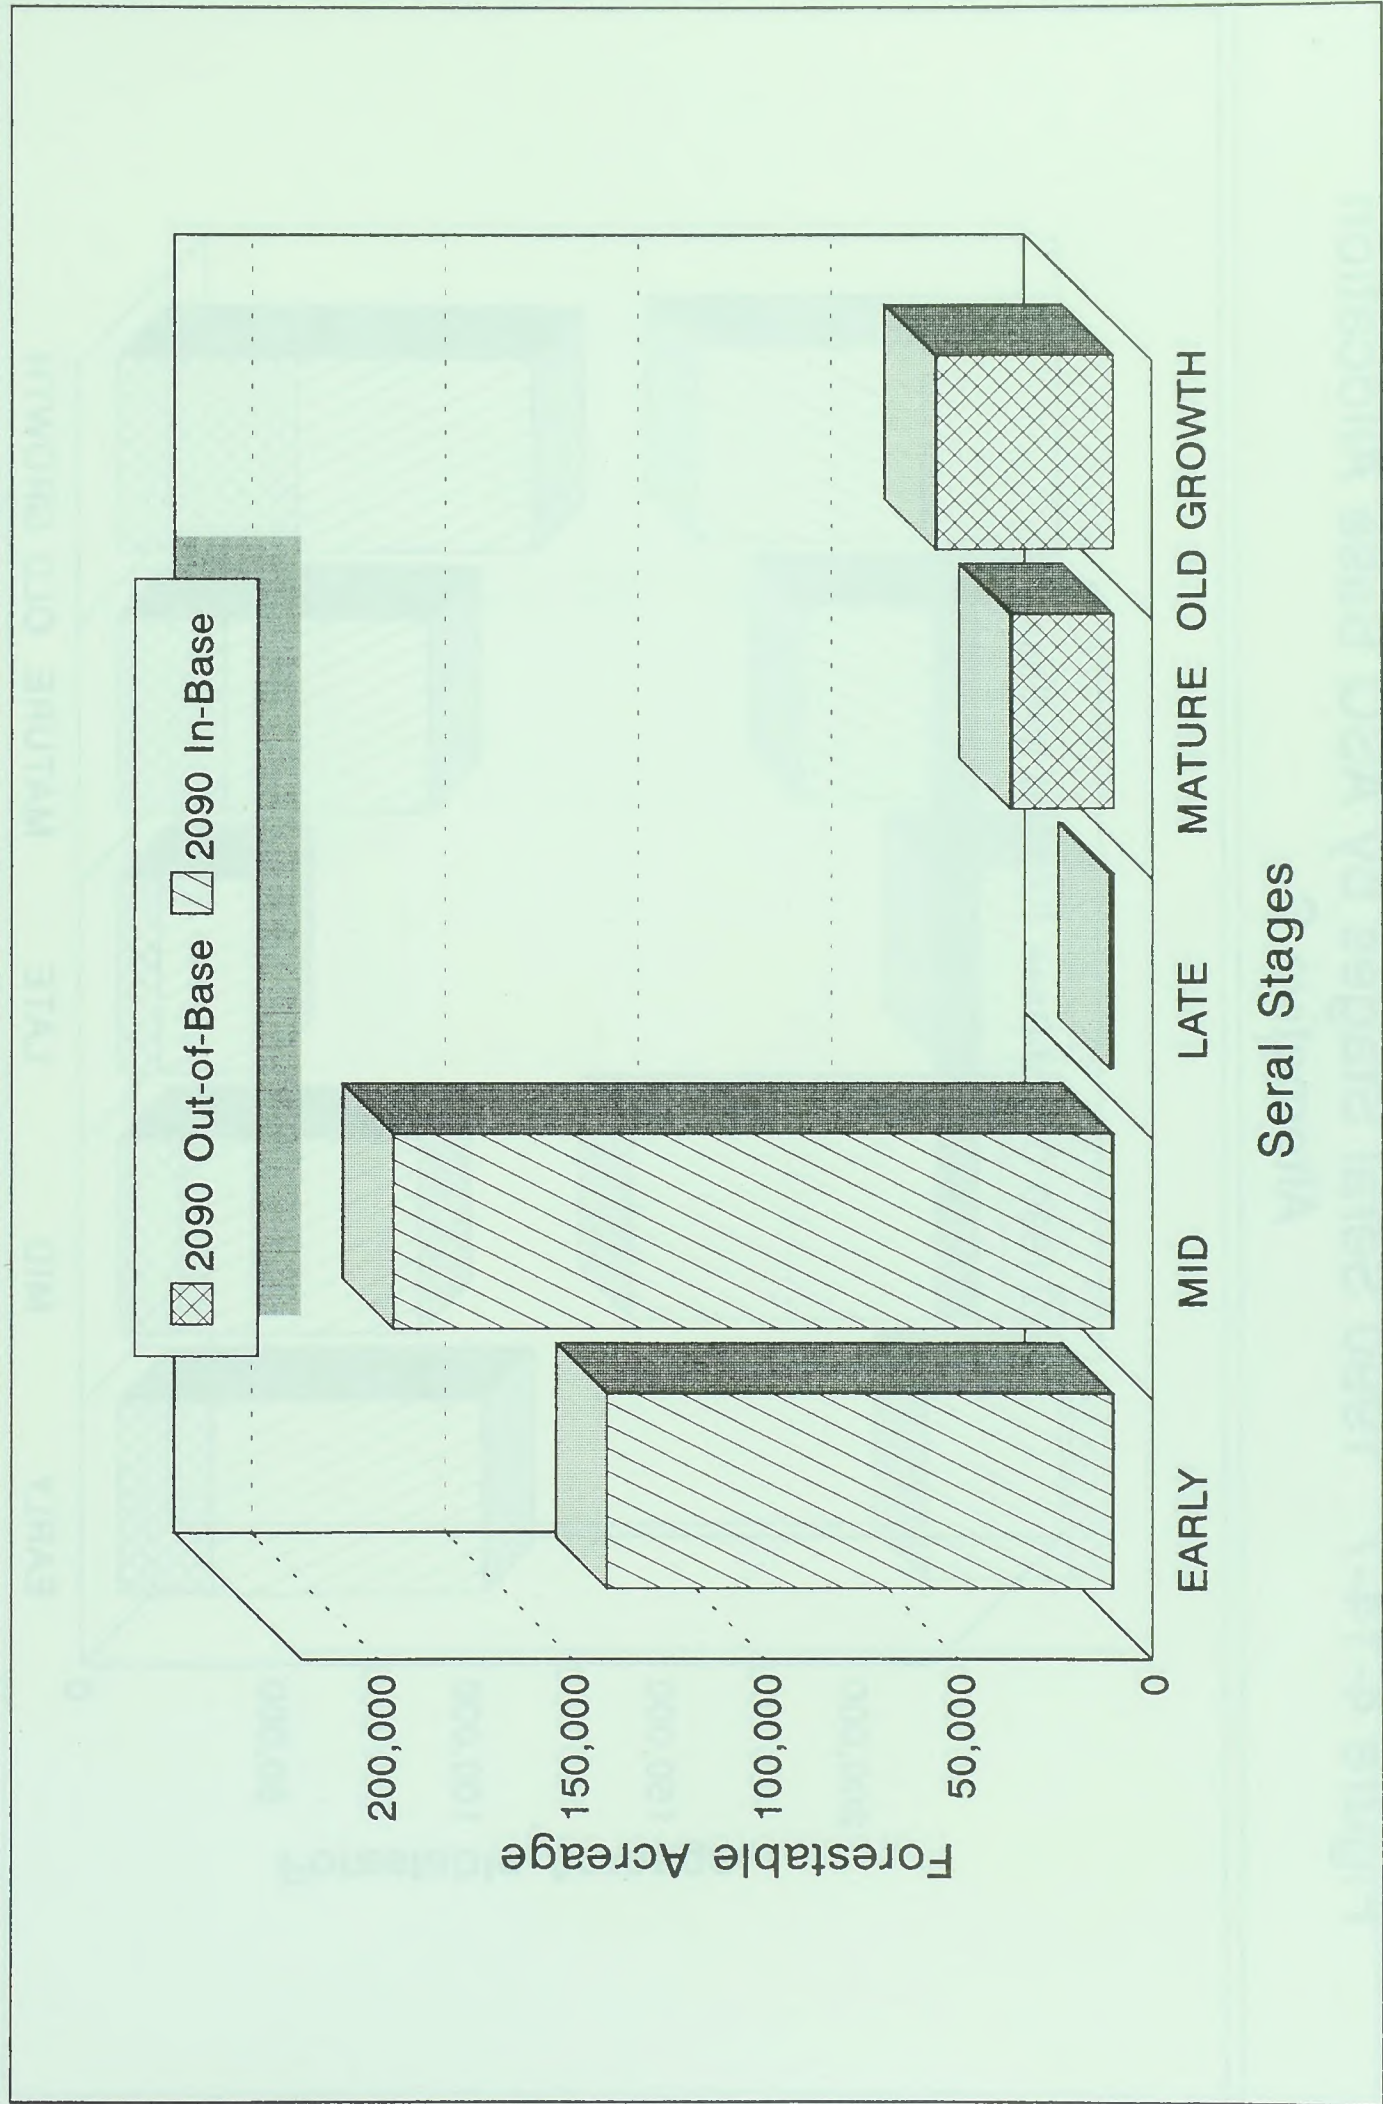 2090 Out-of-Base 2090 In-Base
Forestable Acreage
200,000
150,000
100,000
50,000
0
EARLY MID LATE MATURE OLD GROWTH
Seral Stages